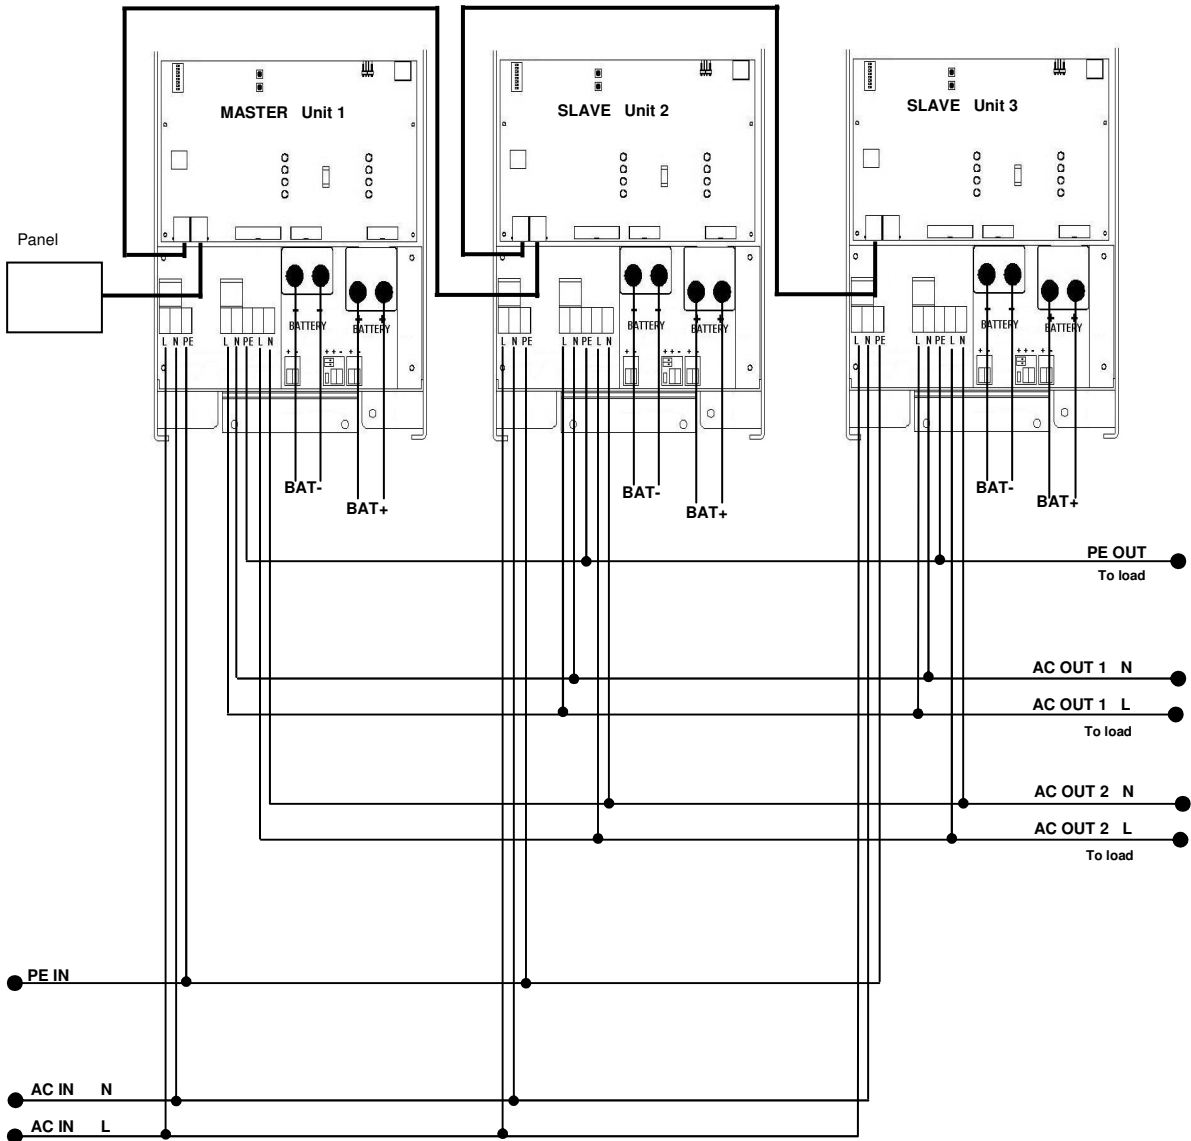 MASTER Unit 1
SLAVE Unit 2
SLAVE Unit 3
Panel
- - + +
BATTERY BATTERY
- - + +
BATTERY BATTERY
- - + +
BATTERY BATTERY
L N PE L N PE L N
L N PE L N PE L N
L N PE L N PE L N
+ - + + - + -
+ - + + - + -
+ - + + - + -
BAT-
BAT+
BAT-
BAT+
BAT-
BAT+
PE OUT
To load
AC OUT 1 N
AC OUT 1 L
To load
AC OUT 2 N
AC OUT 2 L
To load
PE IN
AC IN N
AC IN L